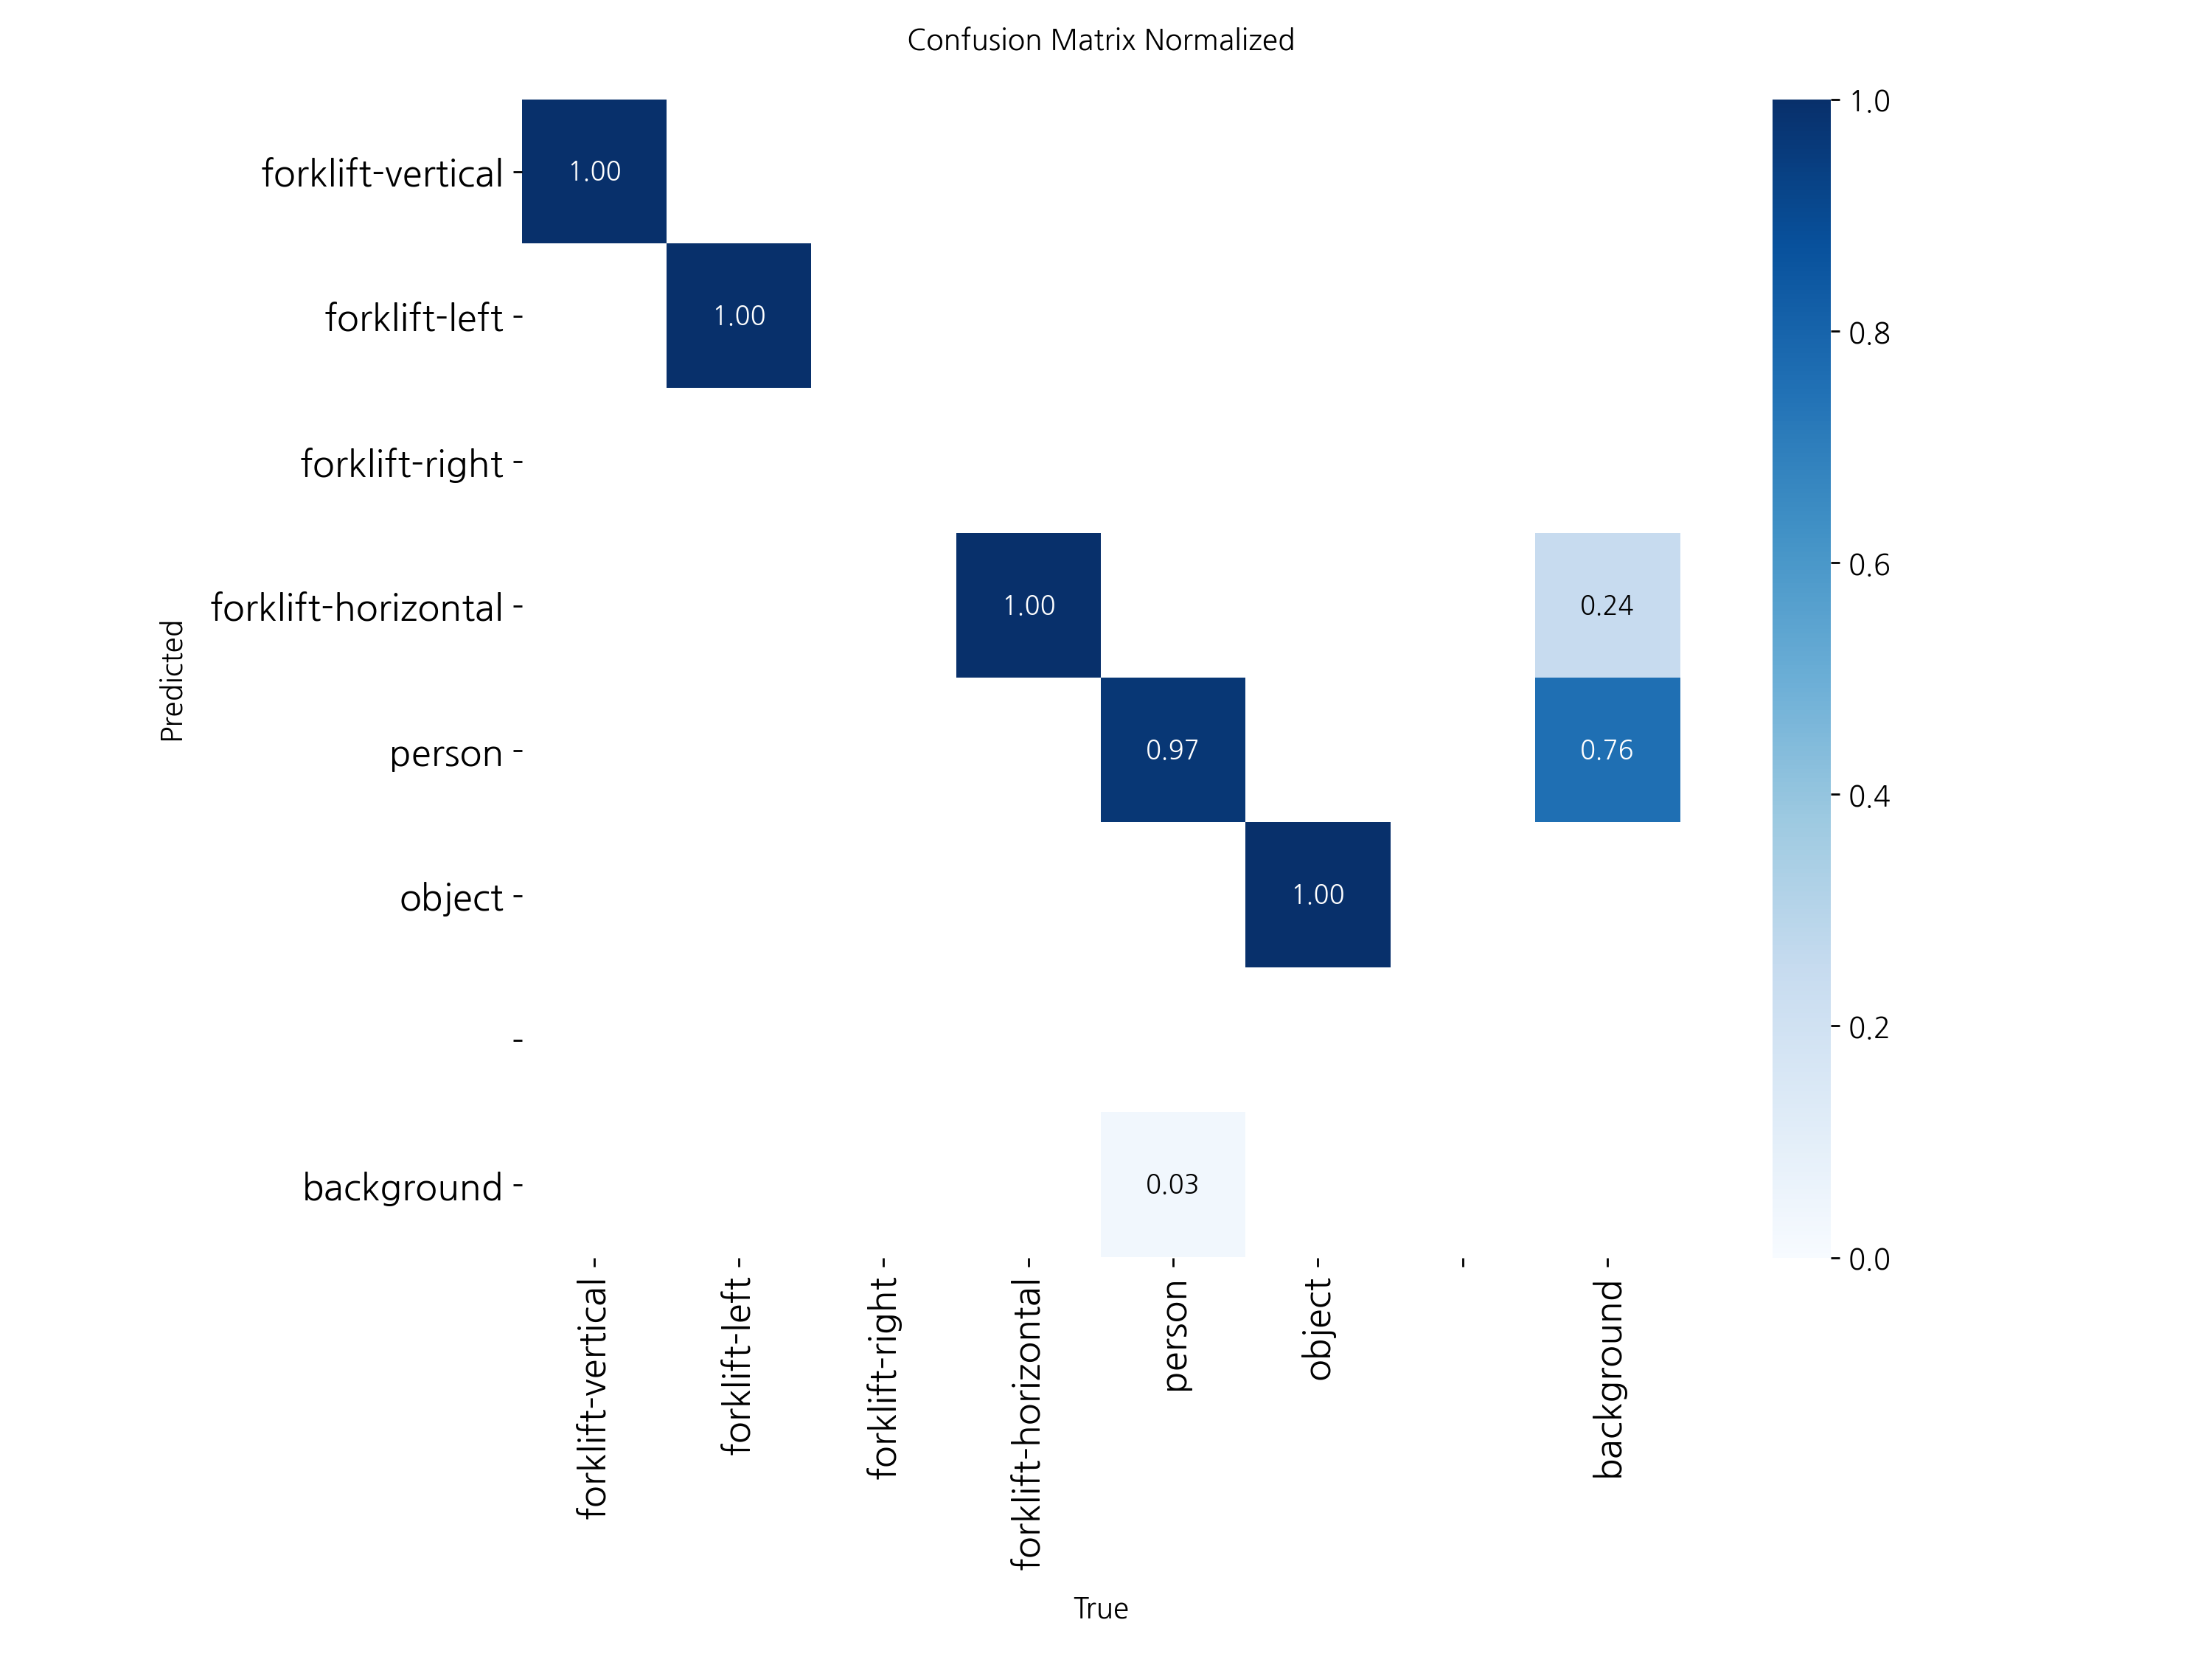 Confusion Matrix Normalized
forklift-vertical
forklift-left
forklift-right
forklift-horizontal
person
object
background
Predicted
1.00
1.00
1.00
0.24
0.97
0.76
1.00
0.03
forklift-vertical
forklift-left
forklift-right
forklift-horizontal
person
object
background
True
1.0
0.8
0.6
0.4
0.2
0.0